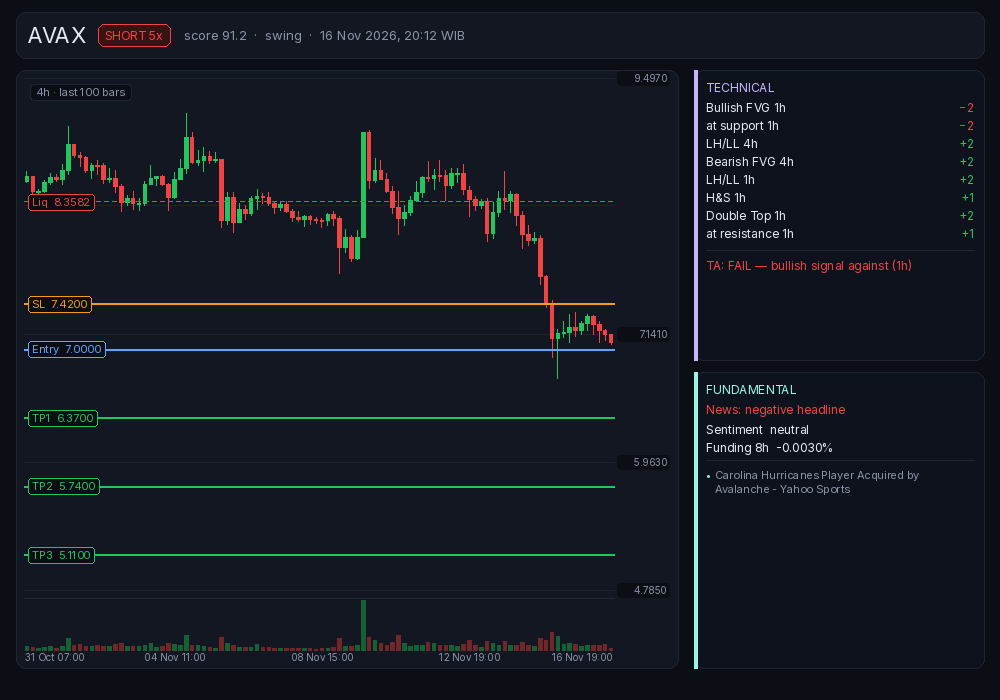 AVAX SHORT 5x score 91.2 · swing · 16 Nov 2026, 20:12 WIB
4h · last 100 bars
9.4970
Liq 8.3582
SL 7.4200
7.1410
Entry 7.0000
TP1 6.3700
5.9630
TP2 5.7400
TP3 5.1100
4.7850
31 Oct 07:00 04 Nov 11:00 08 Nov 15:00 12 Nov 19:00 16 Nov 19:00
TECHNICAL
Bullish FVG 1h −2
at support 1h −2
LH/LL 4h +2
Bearish FVG 4h +2
LH/LL 1h +2
H&S 1h +1
Double Top 1h +2
at resistance 1h +1
TA: FAIL — bullish signal against (1h)
FUNDAMENTAL
News: negative headline
Sentiment neutral
Funding 8h -0.0030%
• Carolina Hurricanes Player Acquired by
Avalanche - Yahoo Sports